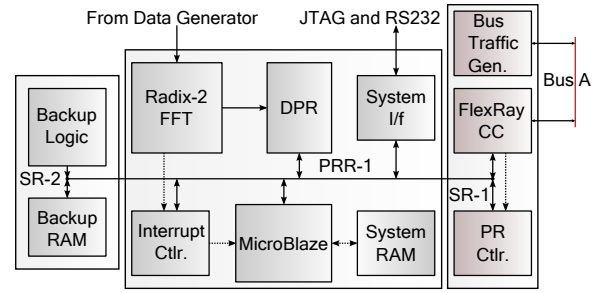 From Data Generator
JTAG and RS232
Bus
Traffic
Gen.
Bus A
Backup
Logic
Radix-2
FFT
DPR
System
I/f
FlexRay
CC
PRR-1
SR-2
SR-1
Backup
RAM
Interrupt
Ctlr.
MicroBlaze
System
RAM
PR
Ctlr.